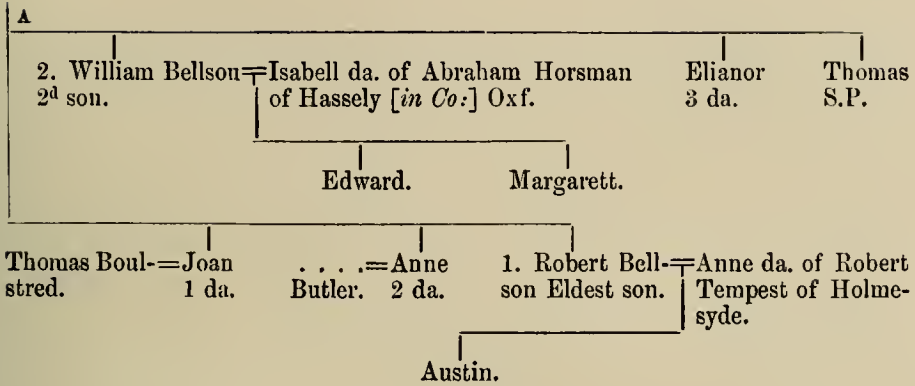 A
2. William Bellson=Isabell da. of Abraham Horsman Elianor Thomas
2d son. of Hassely [in Co:] Oxf. 3 da. S.P.
Edward. Margarett.
Thomas Boul-=Joan . . . .=Anne 1. Robert Bell-=Anne da. of Robert
stred. 1 da. Butler. 2 da. son Eldest son. Tempest of Holme-
syde.
Austin.